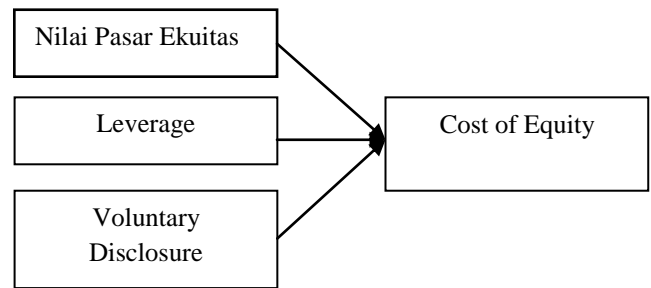 Nilai Pasar Ekuitas
Leverage
Cost of Equity
Voluntary
Disclosure